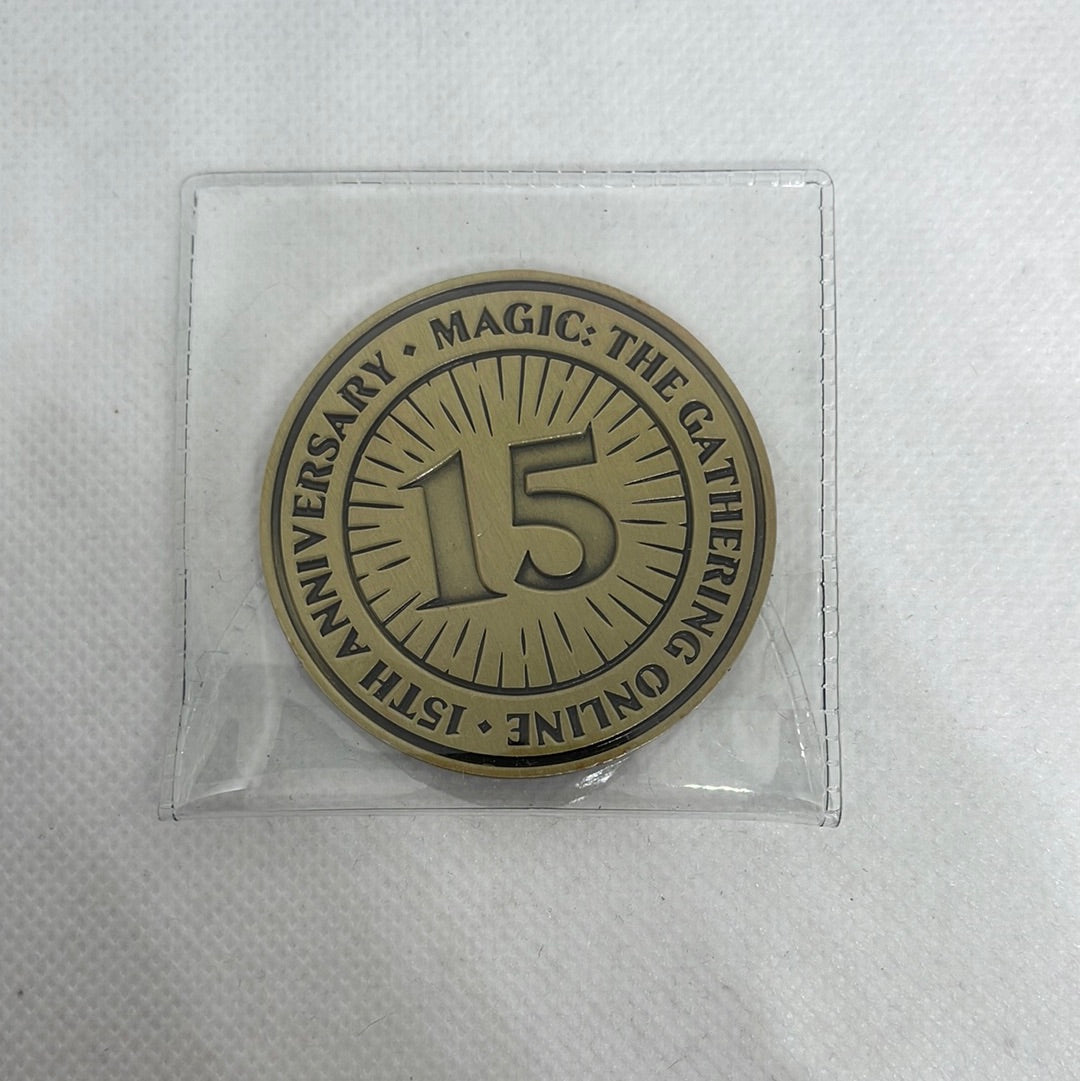 MAGIC: THE GATHERING ONLINE • 15TH ANNIVERSARY •
15